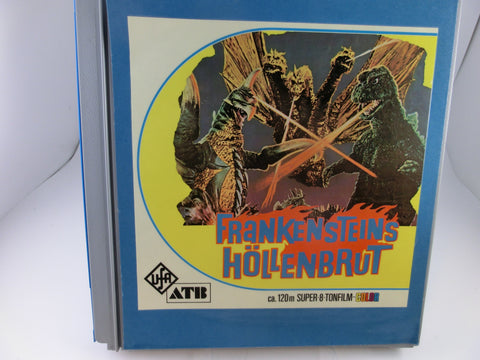 FRANKENSTEINS
HÖLLENBRUT
UFA
ATB
ca. 120m SUPER-8-TONFILM-COLOR